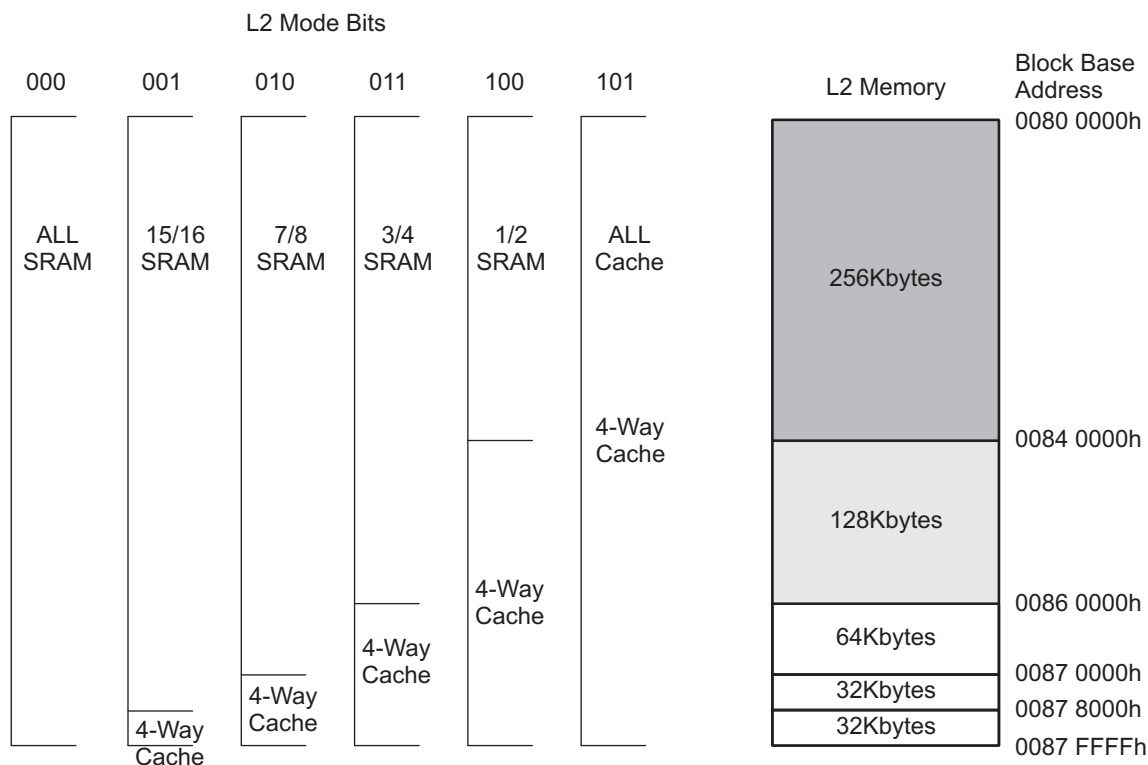 L2 Mode Bits
000 001 010 011 100 101
L2 Memory
Block Base
Address
0080 0000h
ALL
SRAM
15/16
SRAM
7/8
SRAM
3/4
SRAM
1/2
SRAM
ALL
Cache
256Kbytes
4-Way
Cache
0084 0000h
128Kbytes
4-Way
Cache
0086 0000h
4-Way
Cache
64Kbytes
0087 0000h
4-Way
Cache
32Kbytes
0087 8000h
4-Way
Cache
32Kbytes
0087 FFFFh